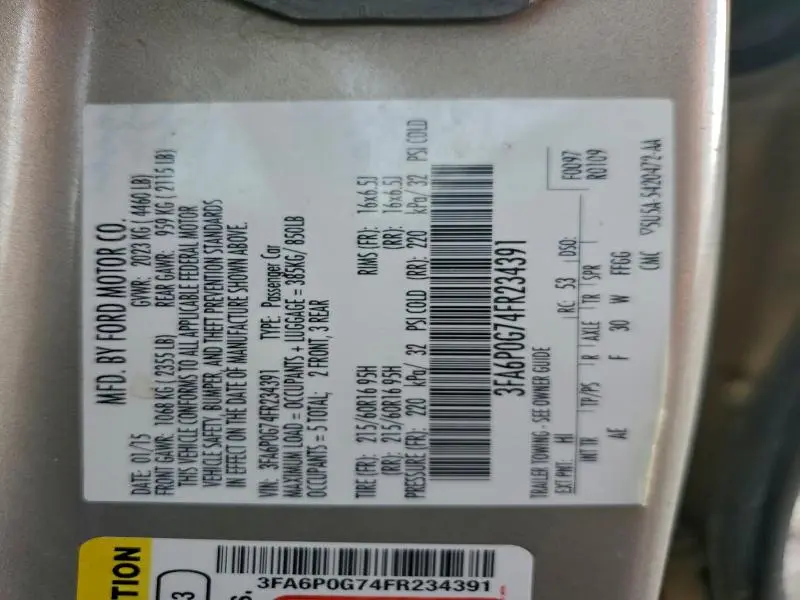 MFD. BY FORD MOTOR CO.
DATE: 01/15 GVWR: 2023 KG ( 4460 LB)
FRONT GAWR: 1068 KG ( 2355 LB) REAR GAWR: 959 KG ( 2115 LB)
THIS VEHICLE CONFORMS TO ALL APPLICABLE FEDERAL MOTOR
VEHICLE SAFETY, BUMPER, AND THEFT PREVENTION STANDARDS
IN EFFECT ON THE DATE OF MANUFACTURE SHOWN ABOVE.
VIN: 3FA6P0G74FR234391 TYPE: Passenger Car
MAXIMUM LOAD = OCCUPANTS + LUGGAGE = 385KG/ 850LB
OCCUPANTS = 5 TOTAL; 2 FRONT, 3 REAR
TIRE (FR): 215/60R16 95H RIMS (FR): 16x6.5J
(RR): 215/60R16 95H (RR): 16x6.5J
PRESSURE (FR): 220 kPa/ 32 PSI COLD (RR): 220 kPa/ 32 PSI COLD
3FA6P0G74FR234391
TRAILER TOWING - SEE OWNER GUIDE
F0097
R0109
EXT PNT: HI RC: 53 DSO:
INT TR TP/PS R AXLE TR SPR
AE F 30 W FFGG
CMC 5U5A-5420472-AA
TION
3
3FA6P0G74FR234391